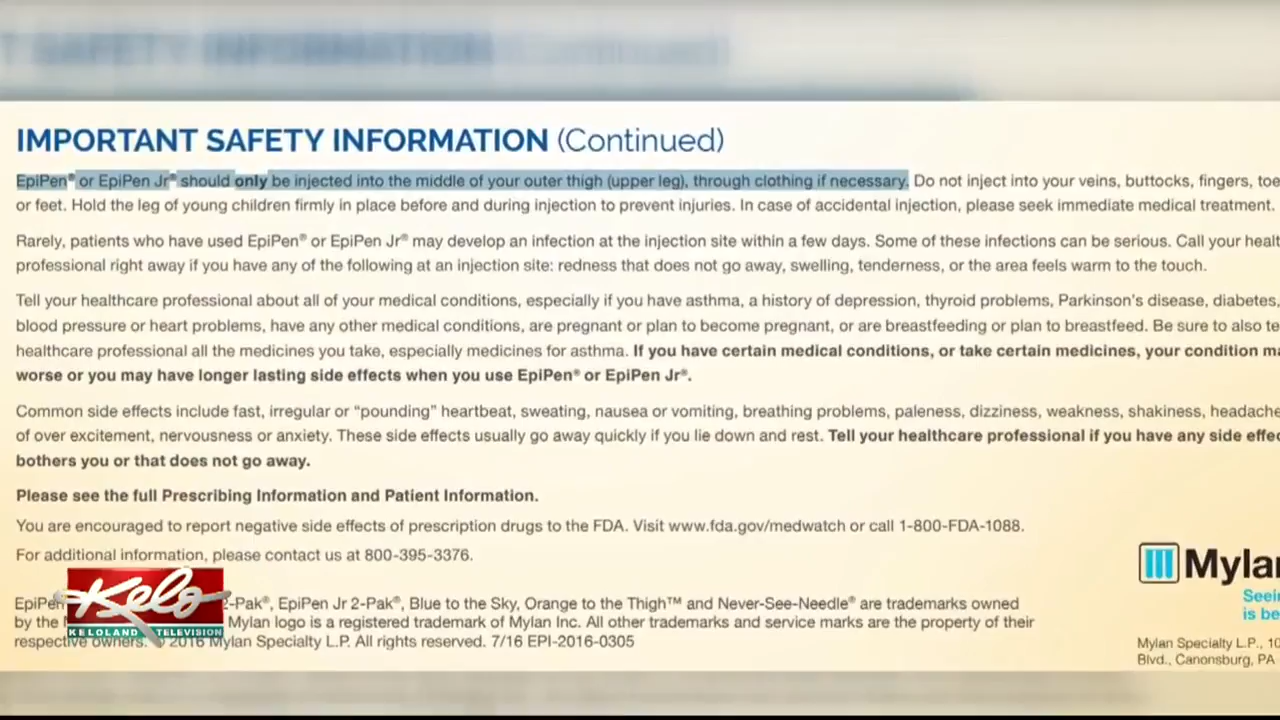 T SAFETY INFORMATION (Continued)
IMPORTANT SAFETY INFORMATION (Continued)
EpiPen® or EpiPen Jr® should only be injected into the middle of your outer thigh (upper leg), through clothing if necessary. Do not inject into your veins, buttocks, fingers, toe
or feet. Hold the leg of young children firmly in place before and during injection to prevent injuries. In case of accidental injection, please seek immediate medical treatment.
Rarely, patients who have used EpiPen® or EpiPen Jr® may develop an infection at the injection site within a few days. Some of these infections can be serious. Call your healt
professional right away if you have any of the following at an injection site: redness that does not go away, swelling, tenderness, or the area feels warm to the touch.
Tell your healthcare professional about all of your medical conditions, especially if you have asthma, a history of depression, thyroid problems, Parkinson's disease, diabetes,
blood pressure or heart problems, have any other medical conditions, are pregnant or plan to become pregnant, or are breastfeeding or plan to breastfeed. Be sure to also te
healthcare professional all the medicines you take, especially medicines for asthma. If you have certain medical conditions, or take certain medicines, your condition ma
worse or you may have longer lasting side effects when you use EpiPen® or EpiPen Jr®.
Common side effects include fast, irregular or “pounding” heartbeat, sweating, nausea or vomiting, breathing problems, paleness, dizziness, weakness, shakiness, headache
of over excitement, nervousness or anxiety. These side effects usually go away quickly if you lie down and rest. Tell your healthcare professional if you have any side effec
bothers you or that does not go away.
Please see the full Prescribing Information and Patient Information.
You are encouraged to report negative side effects of prescription drugs to the FDA. Visit www.fda.gov/medwatch or call 1-800-FDA-1088.
For additional information, please contact us at 800-395-3376.
Mylan
Seein
is be
EpiPen 2-Pak®, EpiPen Jr 2-Pak®, Blue to the Sky, Orange to the Thigh™ and Never-See-Needle® are trademarks owned
by the M Mylan logo is a registered trademark of Mylan Inc. All other trademarks and service marks are the property of their
respective owners. © 2016 Mylan Specialty L.P. All rights reserved. 7/16 EPI-2016-0305
Kelo
KELOLAND TELEVISION
Mylan Specialty L.P., 10
Blvd., Canonsburg, PA